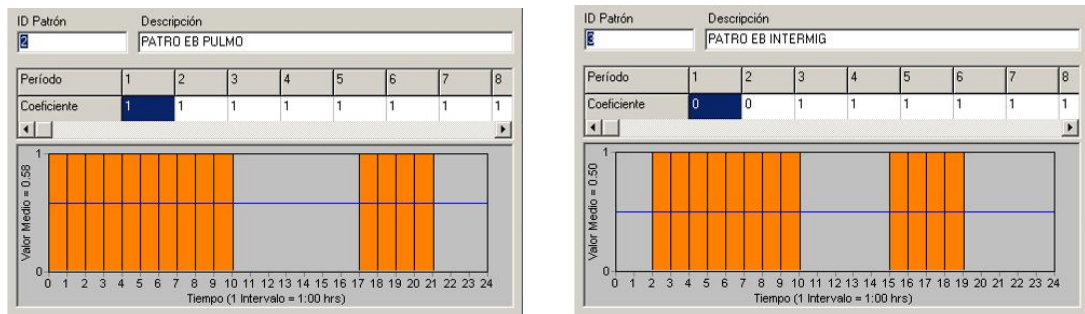 ID Patrón Descripción
2 PATRO EB PULMO
Período 1 2 3 4 5 6 7 8
Coeficiente 1 1 1 1 1 1 1 1
1
Valor Medio = 0.58
0
0 1 2 3 4 5 6 7 8 9 10 11 12 13 14 15 16 17 18 19 20 21 22 23 24
Tiempo (1 Intervalo = 1:00 hrs)
ID Patrón Descripción
3 PATRO EB INTERMIG
Período 1 2 3 4 5 6 7 8
Coeficiente 0 0 1 1 1 1 1 1
1
Valor Medio = 0.50
0
0 1 2 3 4 5 6 7 8 9 10 11 12 13 14 15 16 17 18 19 20 21 22 23 24
Tiempo (1 Intervalo = 1:00 hrs)